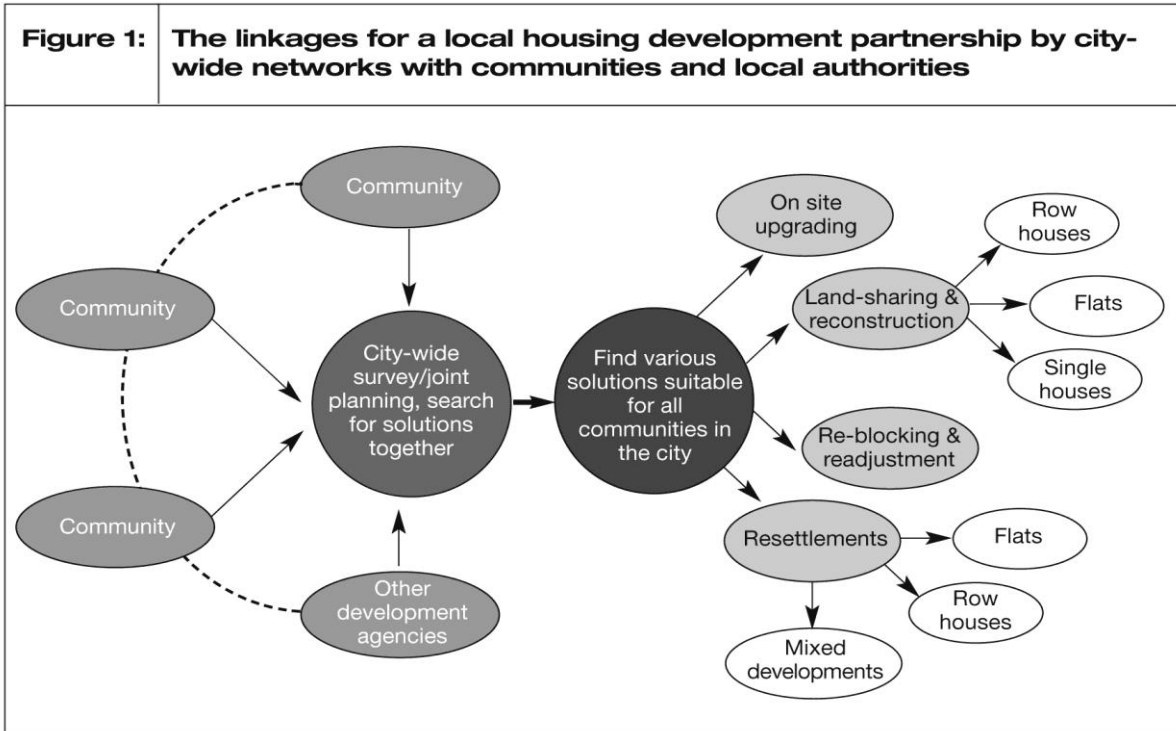 Figure 1:
The linkages for a local housing development partnership by city-
wide networks with communities and local authorities
Community
Community
Community
Other
development
agencies
City-wide
survey/joint
planning, search
for solutions
together
Find various
solutions suitable
for all
communities in
the city
On site
upgrading
Land-sharing &
reconstruction
Row
houses
Flats
Single
houses
Re-blocking &
readjustment
Resettlements
Flats
Row
houses
Mixed
developments